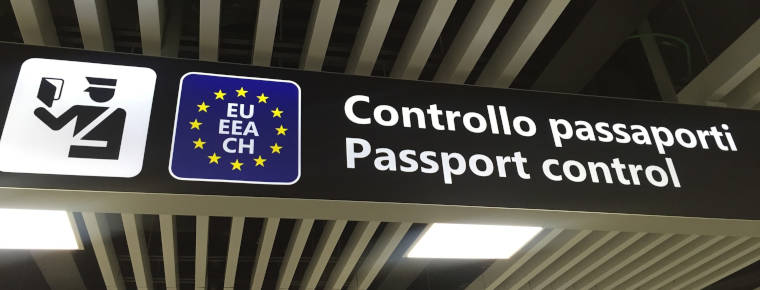 EU
EEA
CH
Controllo passaporti
Passport control